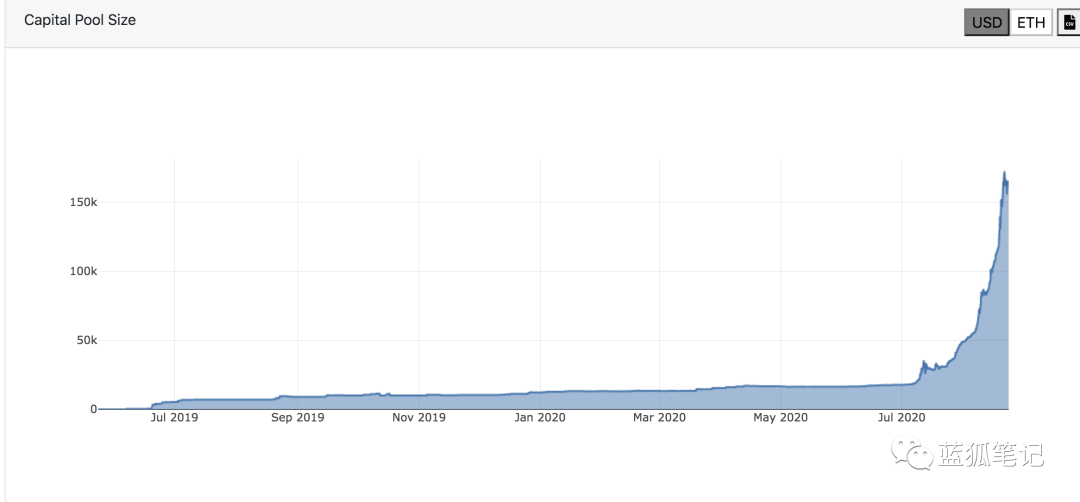 Capital Pool Size
USD ETH
CSV
150k
100k
50k
0
Jul 2019 Sep 2019 Nov 2019 Jan 2020 Mar 2020 May 2020 Jul 2020
蓝狐笔记